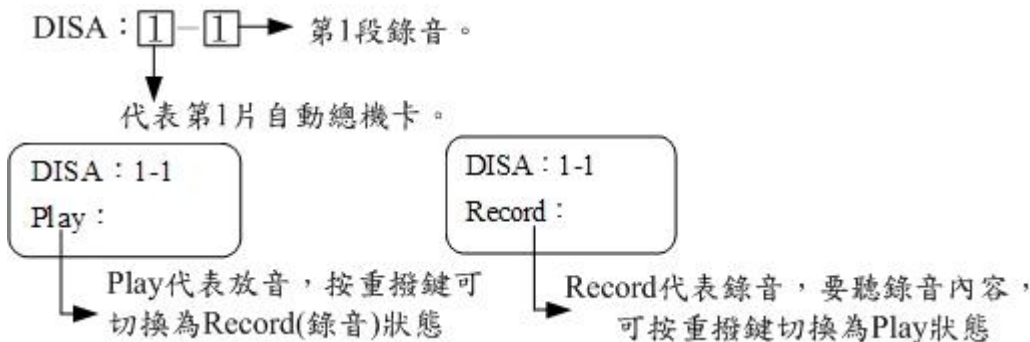 DISA：1-1 第1段錄音。
代表第1片自動總機卡。
DISA：1-1
Play：
DISA：1-1
Record：
Play代表放音，按重撥鍵可
切換為Record(錄音)狀態
Record代表錄音，要聽錄音內容，
可按重撥鍵切換為Play狀態